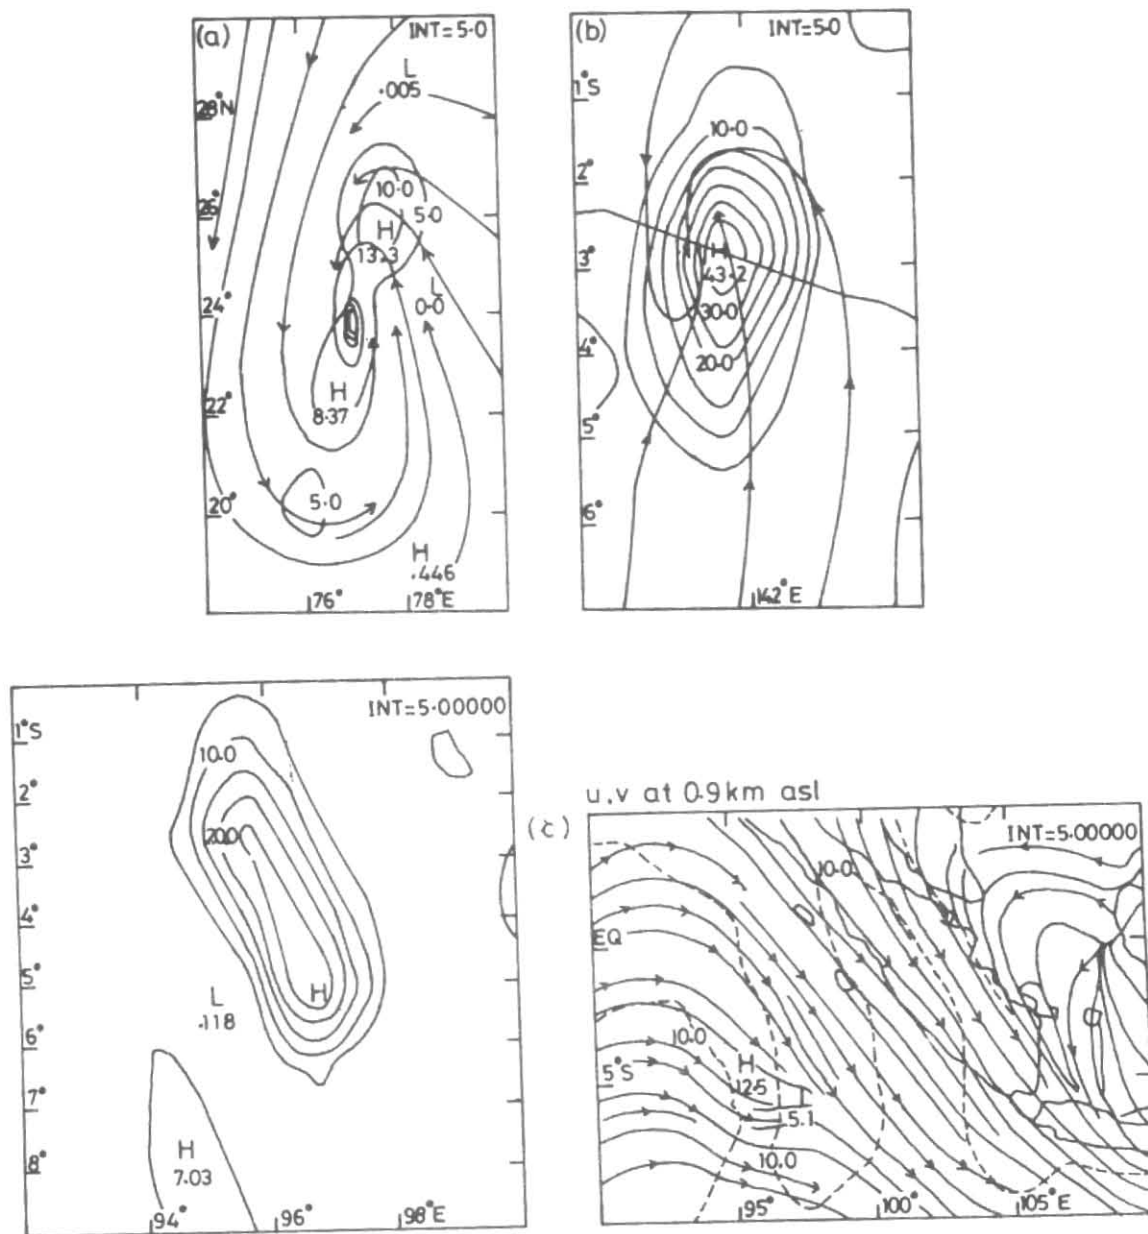 (a)
INT=5.0
L
.005
28°N
10.0
26°
5.0
H
13.3
24°
L
0.0
H
22°
8.37
20°
5.0
H
.446
76°
78°E
(b)
INT=5.0
1°S
10.0
2°
H
3°
43.2
30.0
4°
20.0
5°
6°
142°E
INT=5.00000
1°S
10.0
2°
20.0
3°
4°
5°
H
L
.118
6°
7°
H
7.03
8°
94°
96°
98°E
(c)
u,v at 0.9km asl
INT=5.00000
10.0
EQ
10.0
H
5°S
12.5
5.1
10.0
95°
100°
105°E